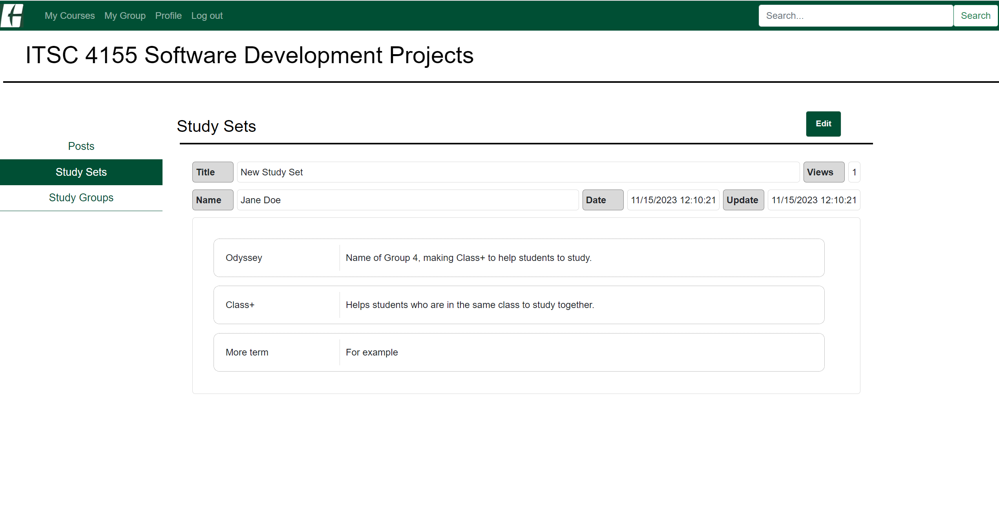 My Courses My Group Profile Log out Search... Search
ITSC 4155 Software Development Projects
Study Sets Edit
Posts
Study Sets
Study Groups
Title New Study Set Views 1
Name Jane Doe Date 11/15/2023 12:10:21 Update 11/15/2023 12:10:21
Odyssey Name of Group 4, making Class+ to help students to study.
Class+ Helps students who are in the same class to study together.
More term For example